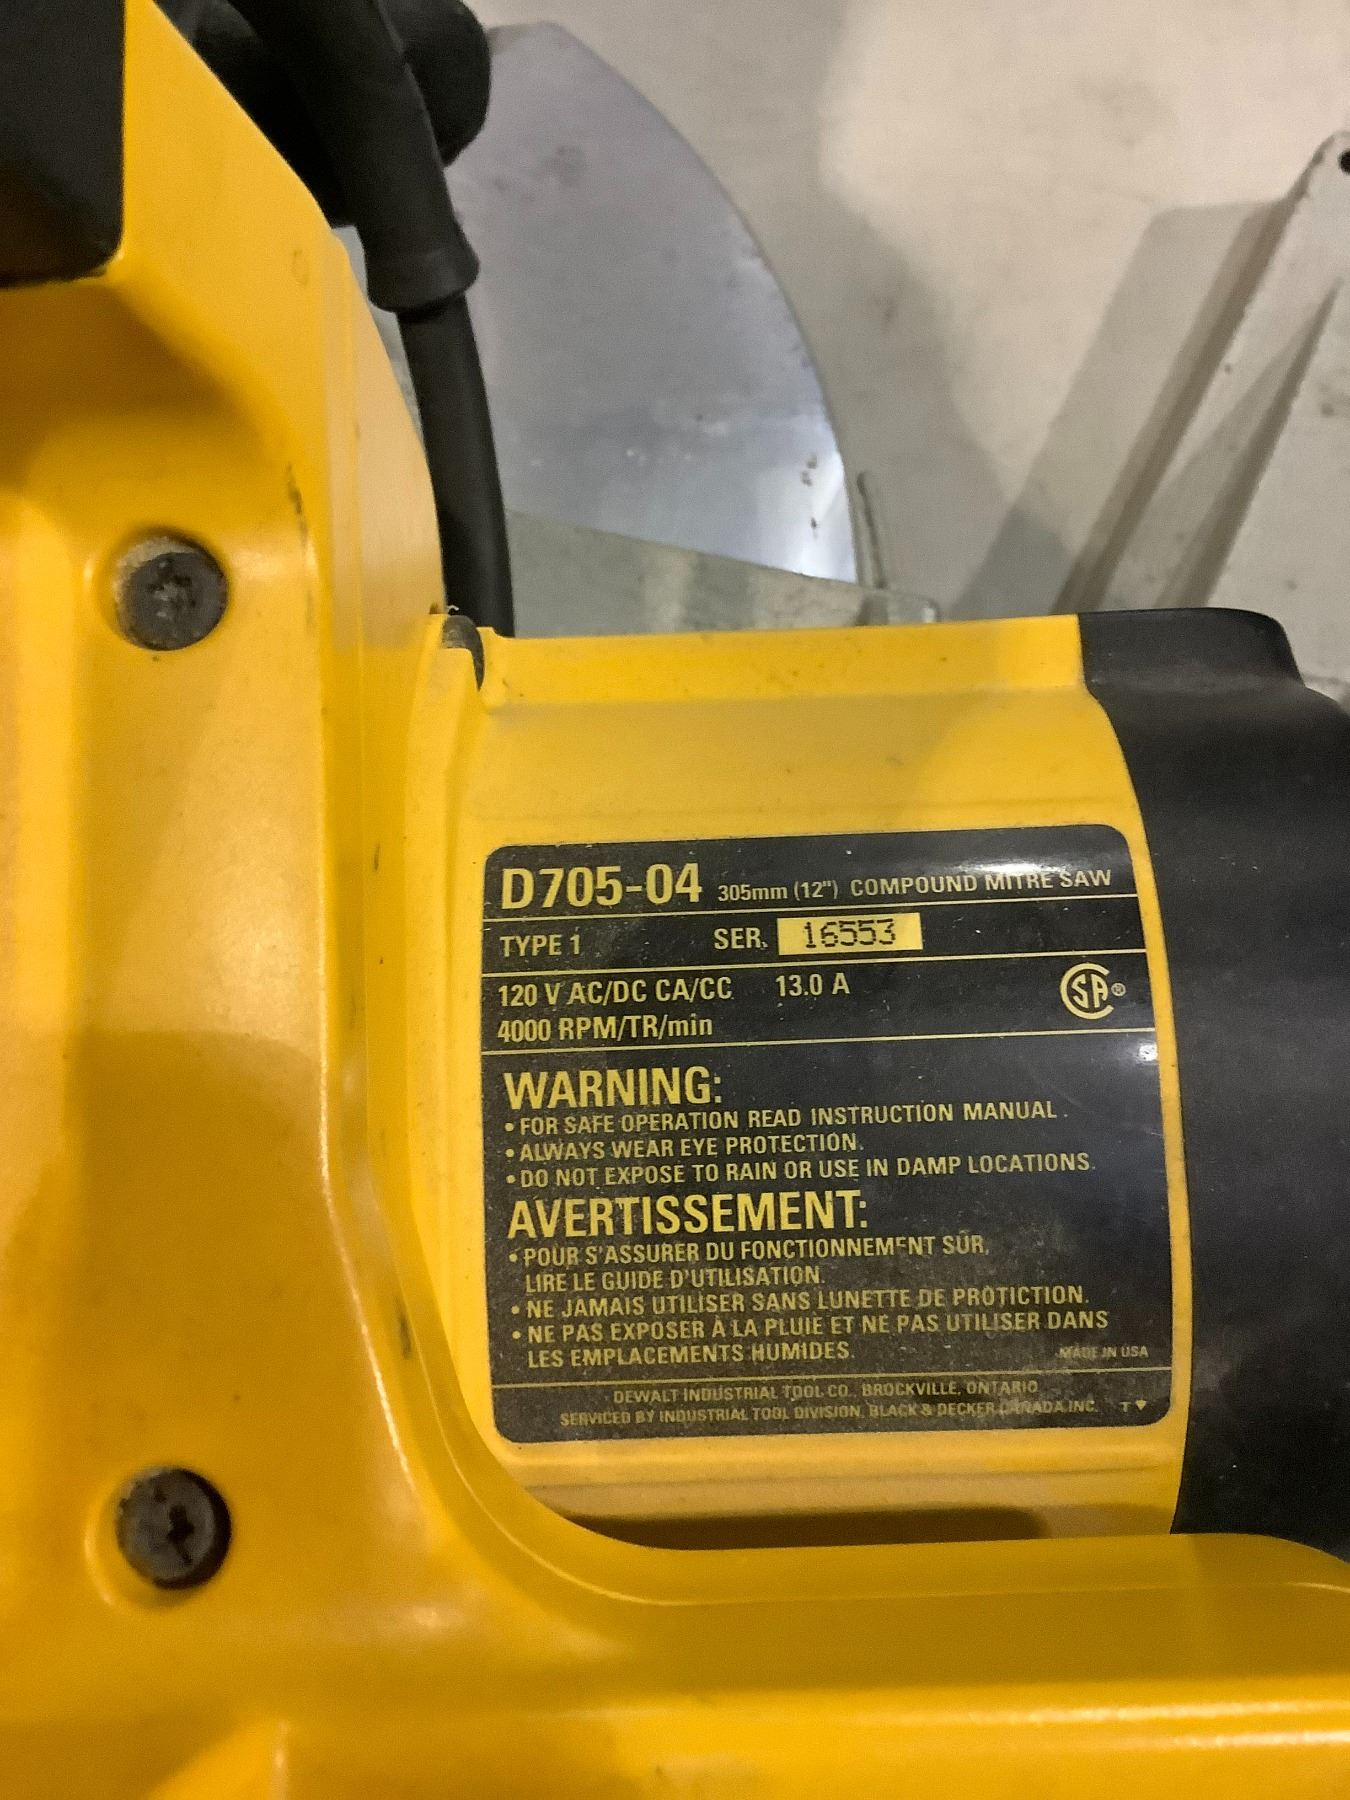 D705-04 305mm (12") COMPOUND MITRE SAW
TYPE 1 SER. 16553
120 V AC/DC CA/CC 13.0 A
4000 RPM/TR/min
SA®
WARNING:
• FOR SAFE OPERATION READ INSTRUCTION MANUAL.
• ALWAYS WEAR EYE PROTECTION.
• DO NOT EXPOSE TO RAIN OR USE IN DAMP LOCATIONS.
AVERTISSEMENT:
• POUR S'ASSURER DU FONCTIONNEMENT SÛR,
LIRE LE GUIDE D'UTILISATION.
• NE JAMAIS UTILISER SANS LUNETTE DE PROTICTION.
• NE PAS EXPOSER À LA PLUIE ET NE PAS UTILISER DANS
LES EMPLACEMENTS HUMIDES.
MADE IN USA
DEWALT INDUSTRIAL TOOL CO., BROCKVILLE, ONTARIO
SERVICED BY INDUSTRIAL TOOL DIVISION, BLACK & DECKER CANADA INC. T▼